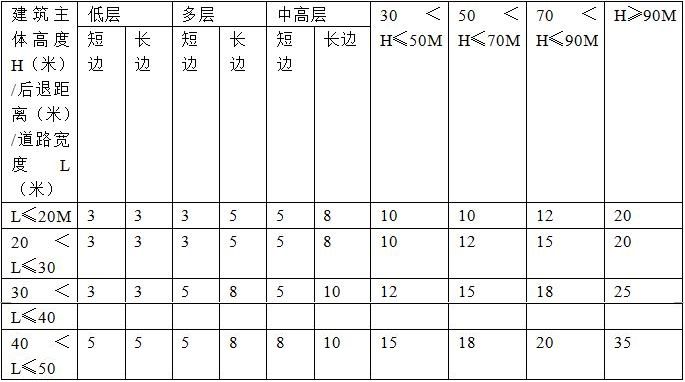 建筑主体高度H（米）/后退距离（米）/道路宽度L（米） 低层 多层 中高层 30＜H≤50M 50＜H≤70M 70＜H≤90M H≥90M
短边 长边 短边 长边 短边 长边
L≤20M 3 3 3 5 5 8 10 10 12 20
20＜L≤30 3 3 3 5 5 8 10 12 15 20
30＜L≤40 3 3 5 8 5 10 12 15 18 25
40＜L≤50 5 5 5 8 8 10 15 18 20 35